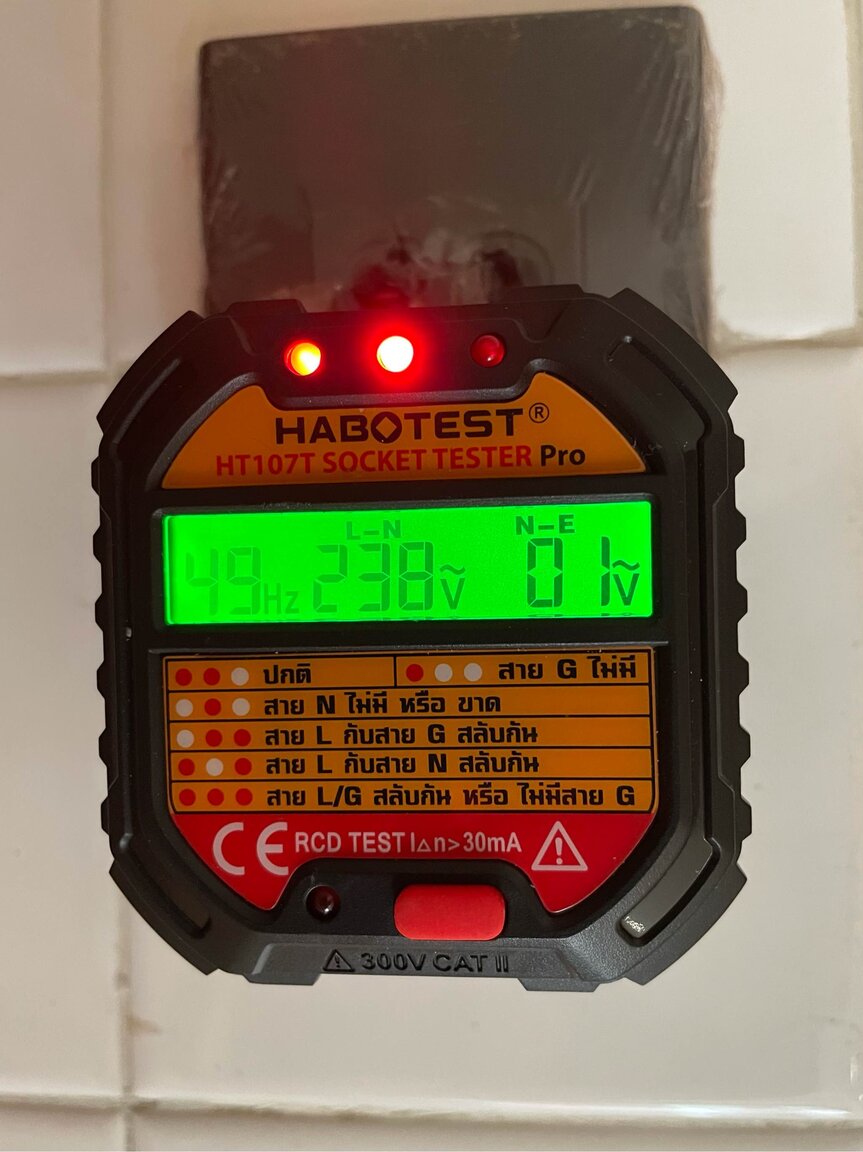 HABOTEST®
HT107T SOCKET TESTER Pro
L-N N-E
49Hz 238V 01V
ปกติ สาย G ไม่มี
สาย N ไม่มี หรือ ขาด
สาย L กับสาย G สลับกัน
สาย L กับสาย N สลับกัน
สาย L/G สลับกัน หรือ ไม่มีสาย G
CE RCD TEST I△n>30mA
300V CAT II